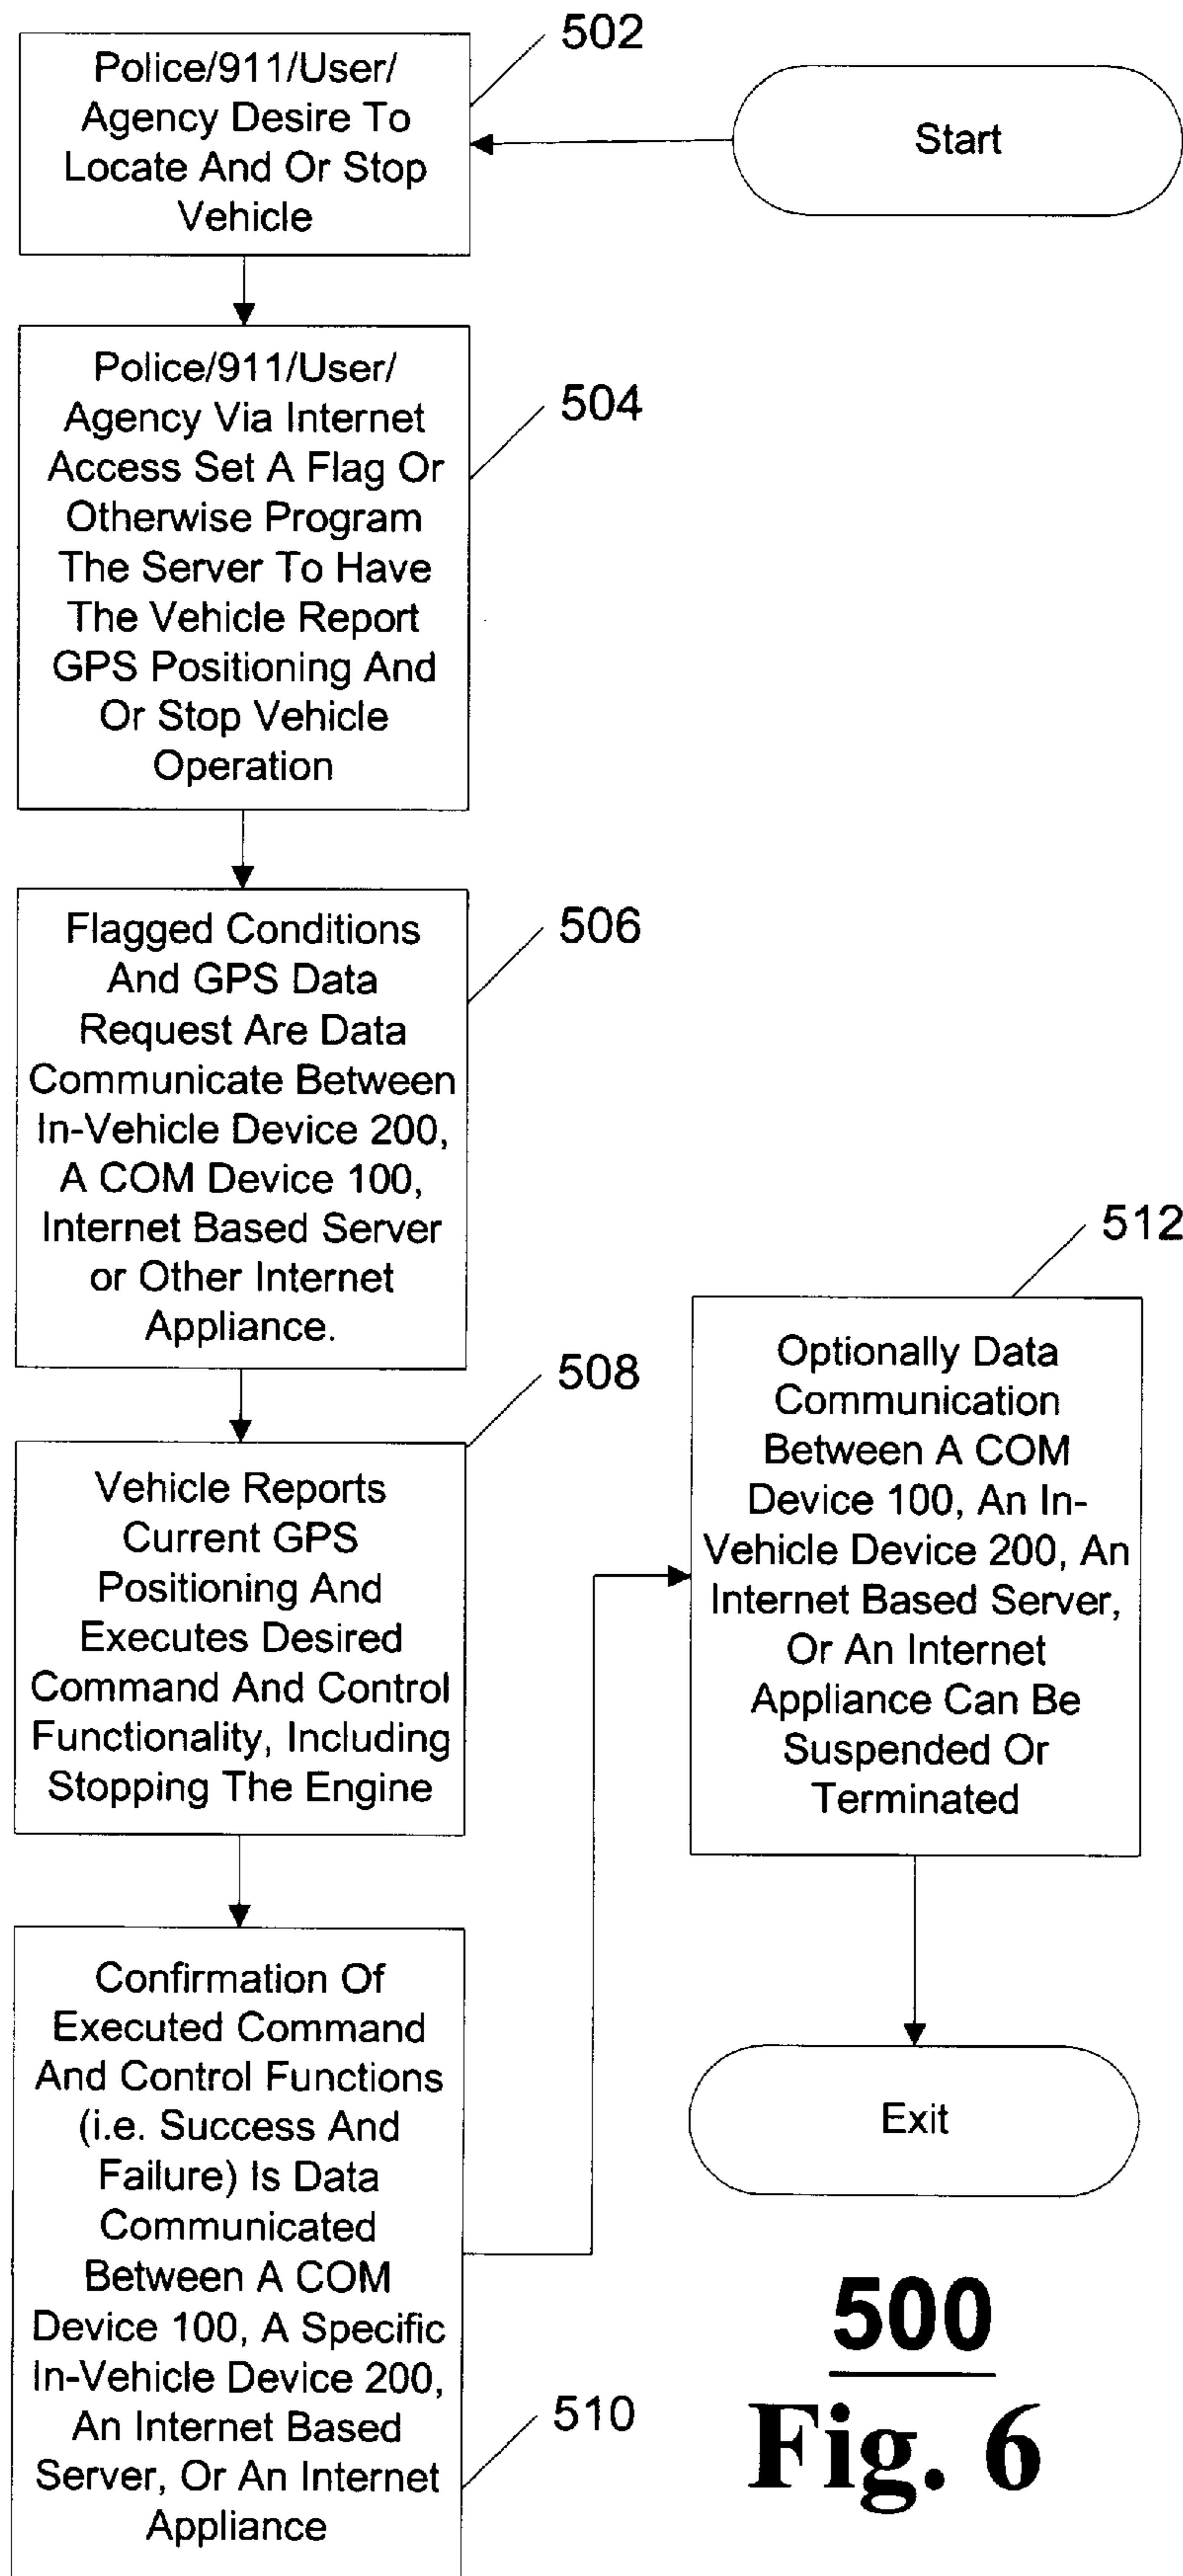 502
Police/911/User/
Agency Desire To
Locate And Or Stop
Vehicle
Start
Police/911/User/
Agency Via Internet
Access Set A Flag Or
Otherwise Program
The Server To Have
The Vehicle Report
GPS Positioning And
Or Stop Vehicle
Operation
504
Flagged Conditions
And GPS Data
Request Are Data
Communicate Between
In-Vehicle Device 200,
A COM Device 100,
Internet Based Server
or Other Internet
Appliance.
506
508
Vehicle Reports
Current GPS
Positioning And
Executes Desired
Command And Control
Functionality, Including
Stopping The Engine
Confirmation Of
Executed Command
And Control Functions
(i.e. Success And
Failure) Is Data
Communicated
Between A COM
Device 100, A Specific
In-Vehicle Device 200,
An Internet Based
Server, Or An Internet
Appliance
510
512
Optionally Data
Communication
Between A COM
Device 100, An In-
Vehicle Device 200, An
Internet Based Server,
Or An Internet
Appliance Can Be
Suspended Or
Terminated
Exit
500
Fig. 6